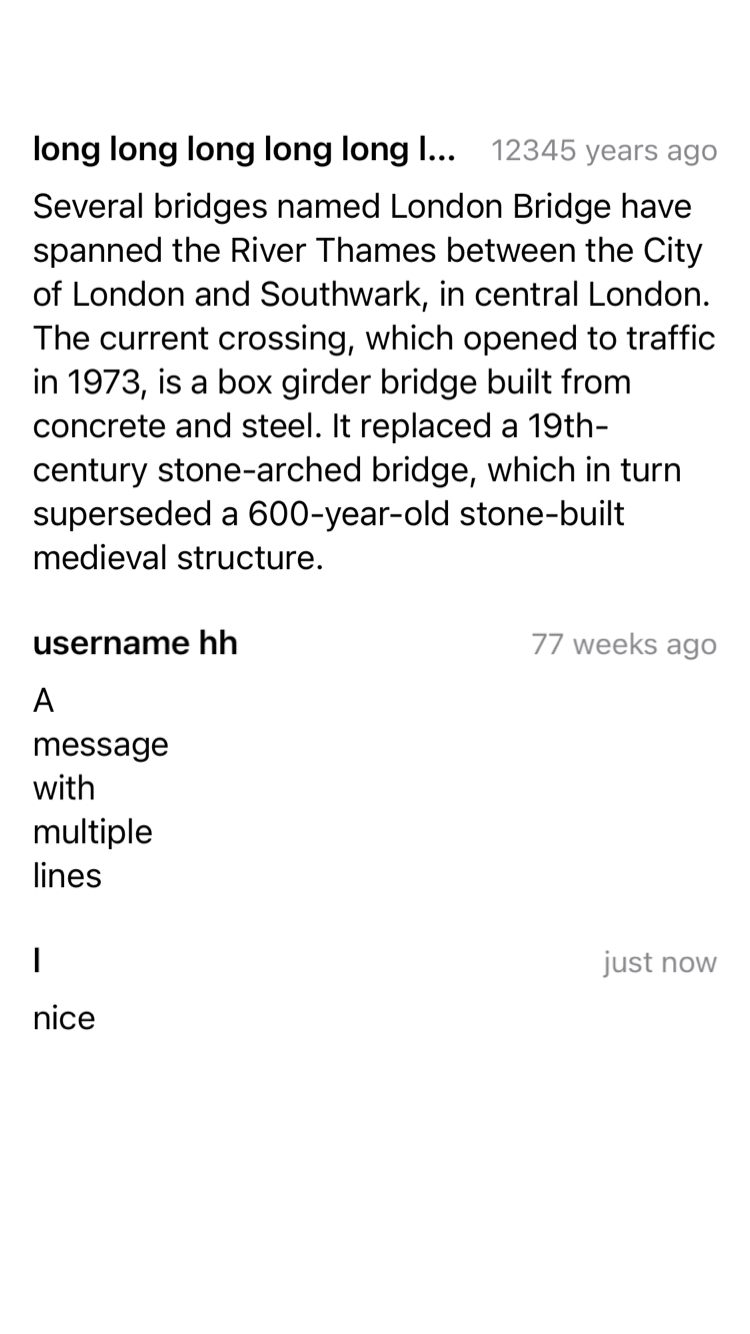 long long long long long l... 12345 years ago
Several bridges named London Bridge have
spanned the River Thames between the City
of London and Southwark, in central London.
The current crossing, which opened to traffic
in 1973, is a box girder bridge built from
concrete and steel. It replaced a 19th-
century stone-arched bridge, which in turn
superseded a 600-year-old stone-built
medieval structure.
username hh 77 weeks ago
A
message
with
multiple
lines
I just now
nice